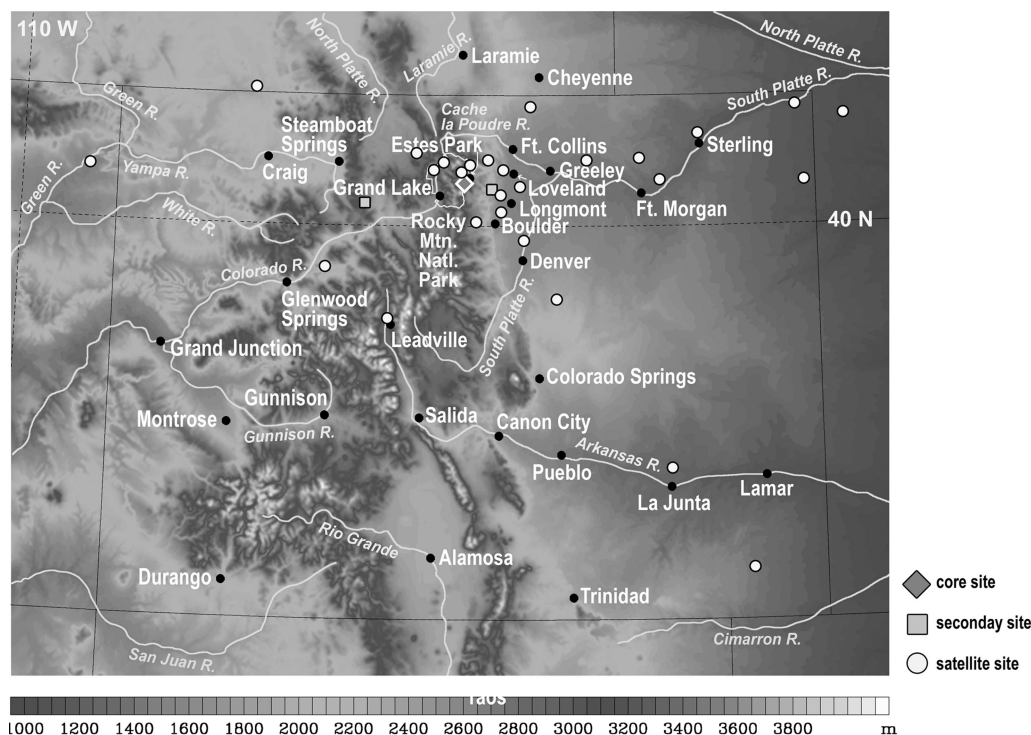 110 W
North Platte R.
North Platte R.
Laramie R.
Laramie
Cheyenne
South Platte R.
Green R.
Cache
la Poudre R.
Steamboat
Springs
Estes Park
Ft. Collins
Sterling
Green R.
Yampa R.
Craig
Greeley
Grand Lake
Loveland
White R.
Longmont
Ft. Morgan
Rocky
Mtn.
Natl.
Park
Boulder
40 N
Colorado R.
Denver
Glenwood
Springs
South Platte R.
Leadville
Grand Junction
Colorado Springs
Gunnison
Montrose
Gunnison R.
Salida
Canon City
Arkansas R.
Pueblo
La Junta
Lamar
Rio Grande
Alamosa
Durango
Trinidad
core site
seconday site
satellite site
San Juan R.
Cimarron R.
raos
1000 1200 1400 1600 1800 2000 2200 2400 2600 2800 3000 3200 3400 3600 3800 m